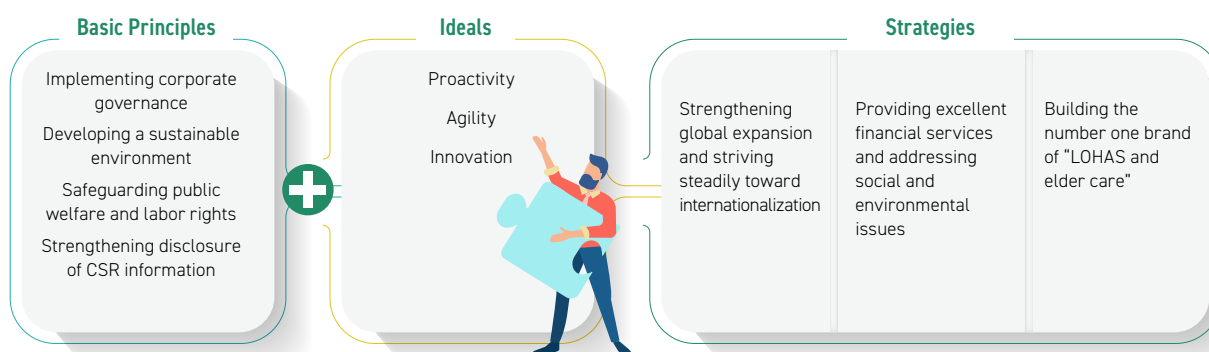 Basic Principles
Implementing corporate
governance
Developing a sustainable
environment
Safeguarding public
welfare and labor rights
Strengthening disclosure
of CSR information
Ideals
Proactivity
Agility
Innovation
Strategies
Strengthening
global expansion
and striving
steadily toward
internationalization
Providing excellent
financial services
and addressing
social and
environmental
issues
Building the
number one brand
of "LOHAS and
elder care"